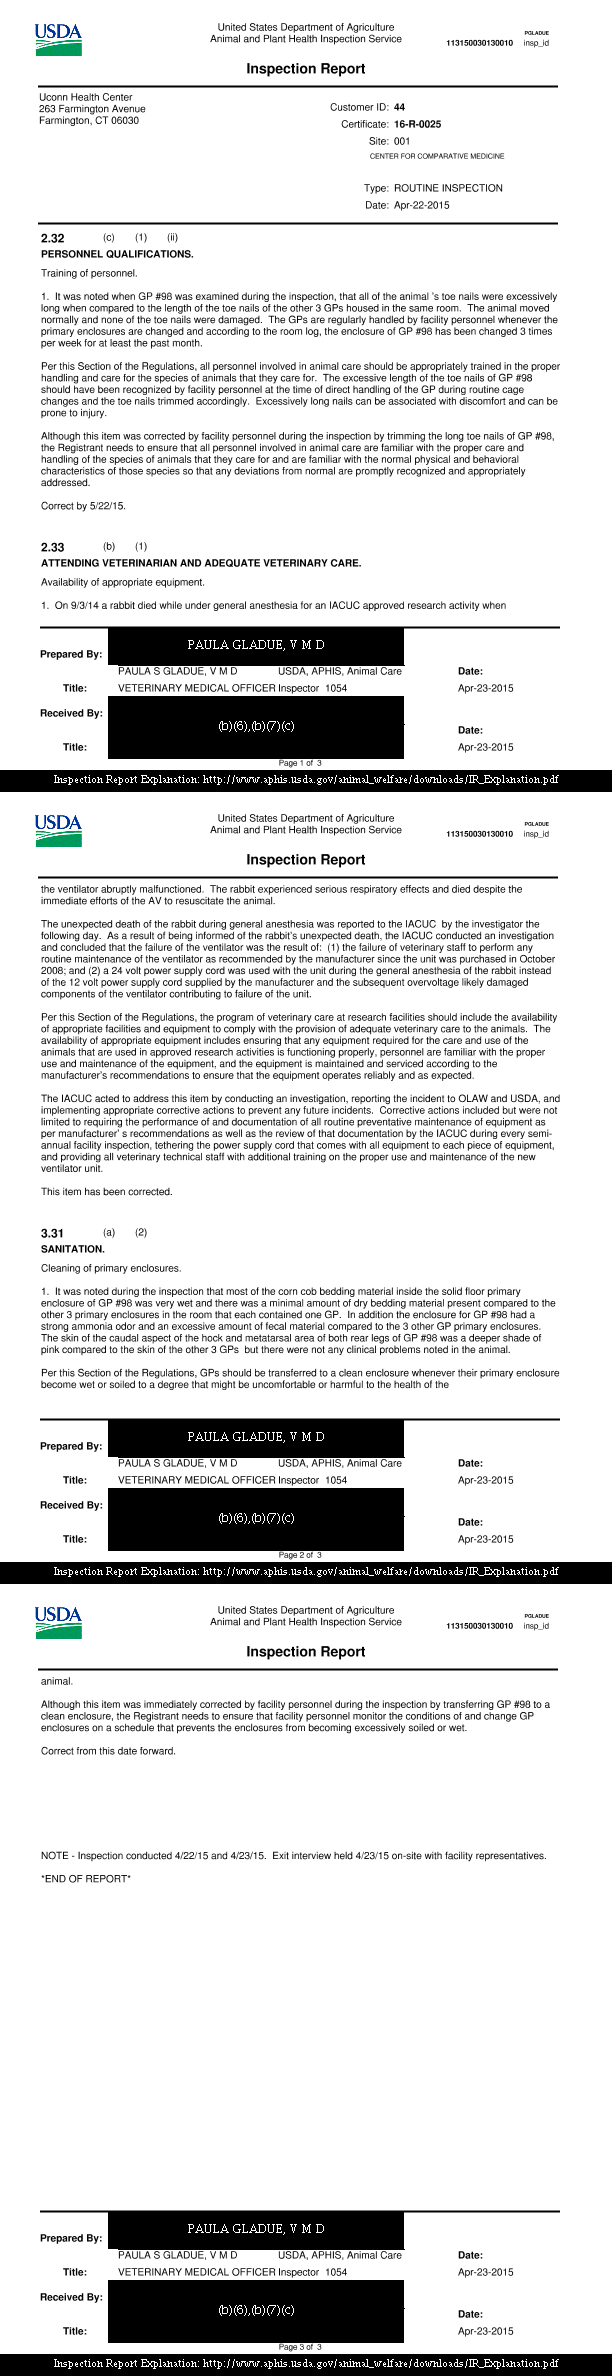 USDA
United States Department of Agriculture
Animal and Plant Health Inspection Service
PGLADUE
113150030130010 insp_id
Inspection Report
Uconn Health Center
263 Farmington Avenue
Farmington, CT 06030
Customer ID: 44
Certificate: 16-R-0025
Site: 001
CENTER FOR COMPARATIVE MEDICINE
Type: ROUTINE INSPECTION
Date: Apr-22-2015
2.32 (c) (1) (ii)
PERSONNEL QUALIFICATIONS.
Training of personnel.
1. It was noted when GP #98 was examined during the inspection, that all of the animal 's toe nails were excessively
long when compared to the length of the toe nails of the other 3 GPs housed in the same room. The animal moved
normally and none of the toe nails were damaged. The GPs are regularly handled by facility personnel whenever the
primary enclosures are changed and according to the room log, the enclosure of GP #98 has been changed 3 times
per week for at least the past month.
Per this Section of the Regulations, all personnel involved in animal care should be appropriately trained in the proper
handling and care for the species of animals that they care for. The excessive length of the toe nails of GP #98
should have been recognized by facility personnel at the time of direct handling of the GP during routine cage
changes and the toe nails trimmed accordingly. Excessively long nails can be associated with discomfort and can be
prone to injury.
Although this item was corrected by facility personnel during the inspection by trimming the long toe nails of GP #98,
the Registrant needs to ensure that all personnel involved in animal care are familiar with the proper care and
handling of the species of animals that they care for and are familiar with the normal physical and behavioral
characteristics of those species so that any deviations from normal are promptly recognized and appropriately
addressed.
Correct by 5/22/15.
2.33 (b) (1)
ATTENDING VETERINARIAN AND ADEQUATE VETERINARY CARE.
Availability of appropriate equipment.
1. On 9/3/14 a rabbit died while under general anesthesia for an IACUC approved research activity when
PAULA GLADUE, V M D
Prepared By:
PAULA S GLADUE, V M D USDA, APHIS, Animal Care Date:
Title: VETERINARY MEDICAL OFFICER Inspector 1054 Apr-23-2015
Received By:
(b)(6),(b)(7)(c)
Date:
Title: Apr-23-2015
Page 1 of 3
Inspection Report Explanation: http://www.aphis.usda.gov/animal_welfare/downloads/IR_Explanation.pdf
USDA
United States Department of Agriculture
Animal and Plant Health Inspection Service
PGLADUE
113150030130010 insp_id
Inspection Report
the ventilator abruptly malfunctioned. The rabbit experienced serious respiratory effects and died despite the
immediate efforts of the AV to resuscitate the animal.
The unexpected death of the rabbit during general anesthesia was reported to the IACUC by the investigator the
following day. As a result of being informed of the rabbit's unexpected death, the IACUC conducted an investigation
and concluded that the failure of the ventilator was the result of: (1) the failure of veterinary staff to perform any
routine maintenance of the ventilator as recommended by the manufacturer since the unit was purchased in October
2008; and (2) a 24 volt power supply cord was used with the unit during the general anesthesia of the rabbit instead
of the 12 volt power supply cord supplied by the manufacturer and the subsequent overvoltage likely damaged
components of the ventilator contributing to failure of the unit.
Per this Section of the Regulations, the program of veterinary care at research facilities should include the availability
of appropriate facilities and equipment to comply with the provision of adequate veterinary care to the animals. The
availability of appropriate equipment includes ensuring that any equipment required for the care and use of the
animals that are used in approved research activities is functioning properly, personnel are familiar with the proper
use and maintenance of the equipment, and the equipment is maintained and serviced according to the
manufacturer's recommendations to ensure that the equipment operates reliably and as expected.
The IACUC acted to address this item by conducting an investigation, reporting the incident to OLAW and USDA, and
implementing appropriate corrective actions to prevent any future incidents. Corrective actions included but were not
limited to requiring the performance of and documentation of all routine preventative maintenance of equipment as
per manufacturer' s recommendations as well as the review of that documentation by the IACUC during every semi-
annual facility inspection, tethering the power supply cord that comes with all equipment to each piece of equipment,
and providing all veterinary technical staff with additional training on the proper use and maintenance of the new
ventilator unit.
This item has been corrected.
3.31 (a) (2)
SANITATION.
Cleaning of primary enclosures.
1. It was noted during the inspection that most of the corn cob bedding material inside the solid floor primary
enclosure of GP #98 was very wet and there was a minimal amount of dry bedding material present compared to the
other 3 primary enclosures in the room that each contained one GP. In addition the enclosure for GP #98 had a
strong ammonia odor and an excessive amount of fecal material compared to the 3 other GP primary enclosures.
The skin of the caudal aspect of the hock and metatarsal area of both rear legs of GP #98 was a deeper shade of
pink compared to the skin of the other 3 GPs but there were not any clinical problems noted in the animal.
Per this Section of the Regulations, GPs should be transferred to a clean enclosure whenever their primary enclosure
become wet or soiled to a degree that might be uncomfortable or harmful to the health of the
PAULA GLADUE, V M D
Prepared By:
PAULA S GLADUE, V M D USDA, APHIS, Animal Care Date:
Title: VETERINARY MEDICAL OFFICER Inspector 1054 Apr-23-2015
Received By:
(b)(6),(b)(7)(c)
Date:
Title: Apr-23-2015
Page 2 of 3
Inspection Report Explanation: http://www.aphis.usda.gov/animal_welfare/downloads/IR_Explanation.pdf
USDA
United States Department of Agriculture
Animal and Plant Health Inspection Service
PGLADUE
113150030130010 insp_id
Inspection Report
animal.
Although this item was immediately corrected by facility personnel during the inspection by transferring GP #98 to a
clean enclosure, the Registrant needs to ensure that facility personnel monitor the conditions of and change GP
enclosures on a schedule that prevents the enclosures from becoming excessively soiled or wet.
Correct from this date forward.
NOTE - Inspection conducted 4/22/15 and 4/23/15. Exit interview held 4/23/15 on-site with facility representatives.
*END OF REPORT*
PAULA GLADUE, V M D
Prepared By:
PAULA S GLADUE, V M D USDA, APHIS, Animal Care Date:
Title: VETERINARY MEDICAL OFFICER Inspector 1054 Apr-23-2015
Received By:
(b)(6),(b)(7)(c)
Date:
Title: Apr-23-2015
Page 3 of 3
Inspection Report Explanation: http://www.aphis.usda.gov/animal_welfare/downloads/IR_Explanation.pdf